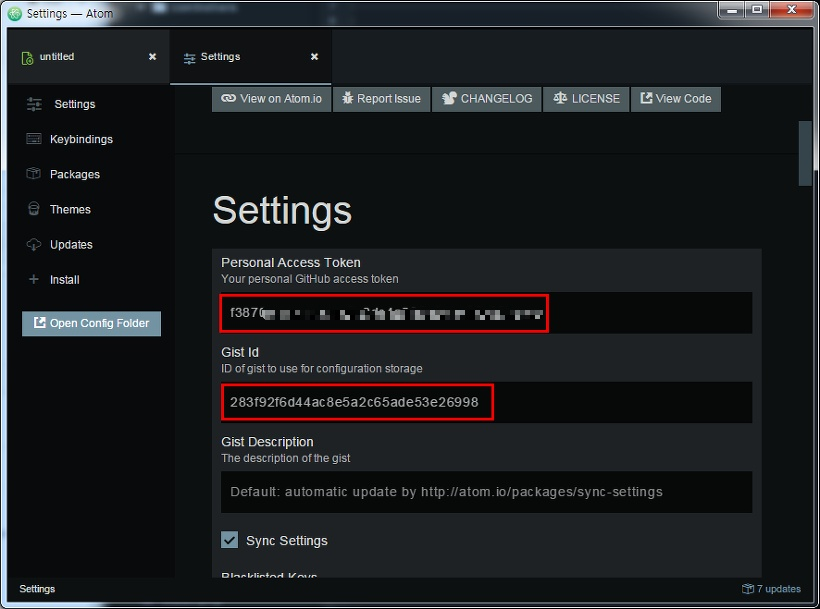 Settings — Atom
untitled
Settings
View on Atom.io
Report Issue
CHANGELOG
LICENSE
View Code
Settings
Keybindings
Packages
Themes
Updates
Install
Open Config Folder
Settings
Personal Access Token
Your personal GitHub access token
Gist Id
ID of gist to use for configuration storage
283f92f6d44ac8e5a2c65ade53e26998
Gist Description
The description of the gist
Default: automatic update by http://atom.io/packages/sync-settings
Sync Settings
Blacklisted Keys
Settings
7 updates